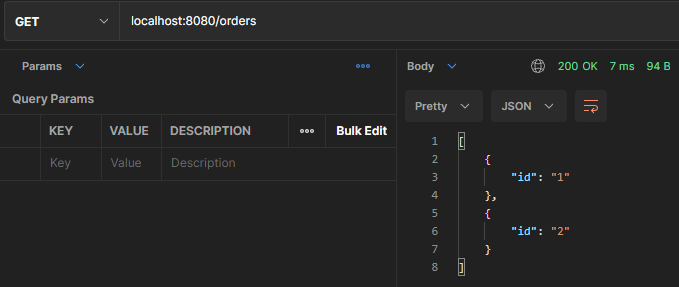 GET localhost:8080/orders
Params
Query Params
KEY VALUE DESCRIPTION Bulk Edit
Key Value Description
Body 200 OK 7 ms 94 B
Pretty JSON
1 [
2 {
3 "id": "1"
4 },
5 {
6 "id": "2"
7 }
8 ]